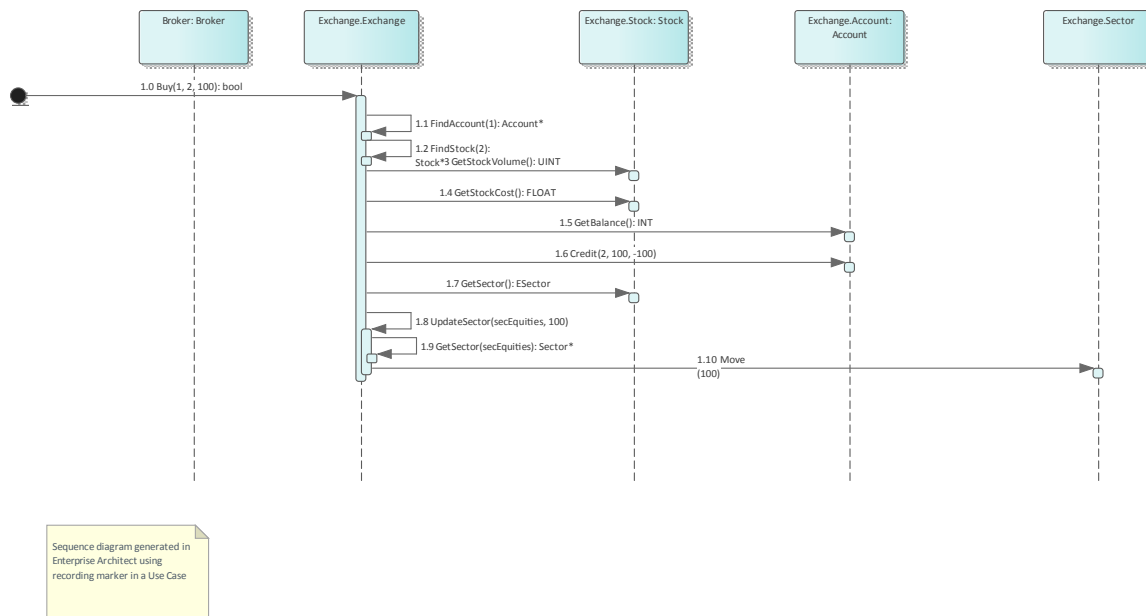 Broker: Broker
Exchange.Exchange
Exchange.Stock: Stock
Exchange.Account:
Account
Exchange.Sector
1.0 Buy(1, 2, 100): bool
1.1 FindAccount(1): Account*
1.2 FindStock(2):
Stock*3 GetStockVolume(): UINT
1.4 GetStockCost(): FLOAT
1.5 GetBalance(): INT
1.6 Credit(2, 100, -100)
1.7 GetSector(): ESector
1.8 UpdateSector(secEquities, 100)
1.9 GetSector(secEquities): Sector*
1.10 Move
(100)
Sequence diagram generated in
Enterprise Architect using
recording marker in a Use Case